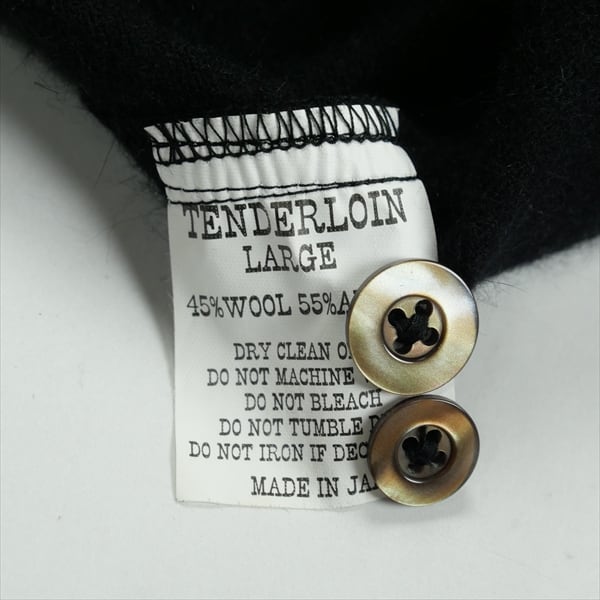 TENDERLOIN
LARGE
45%WOOL 55%A
DRY CLEAN O
DO NOT MACHINE
DO NOT BLEACH
DO NOT TUMBLE D
DO NOT IRON IF DEC
MADE IN JA